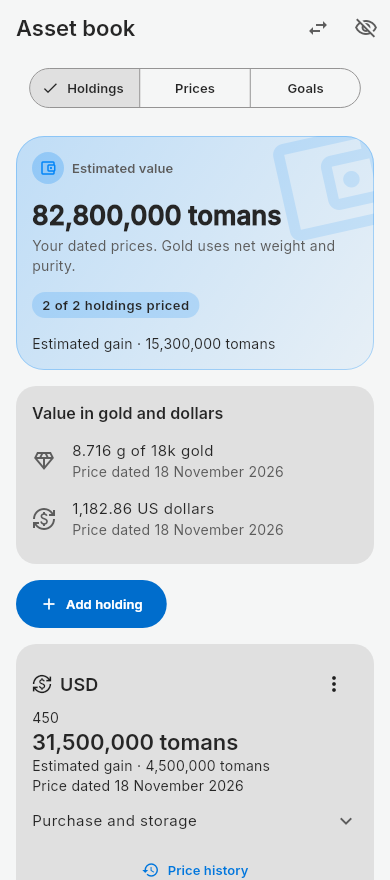 Asset book
Holdings
Prices
Goals
Estimated value
82,800,000 tomans
Your dated prices. Gold uses net weight and
purity.
2 of 2 holdings priced
Estimated gain · 15,300,000 tomans
Value in gold and dollars
8.716 g of 18k gold
Price dated 18 November 2026
1,182.86 US dollars
Price dated 18 November 2026
Add holding
USD
450
31,500,000 tomans
Estimated gain · 4,500,000 tomans
Price dated 18 November 2026
Purchase and storage
Price history